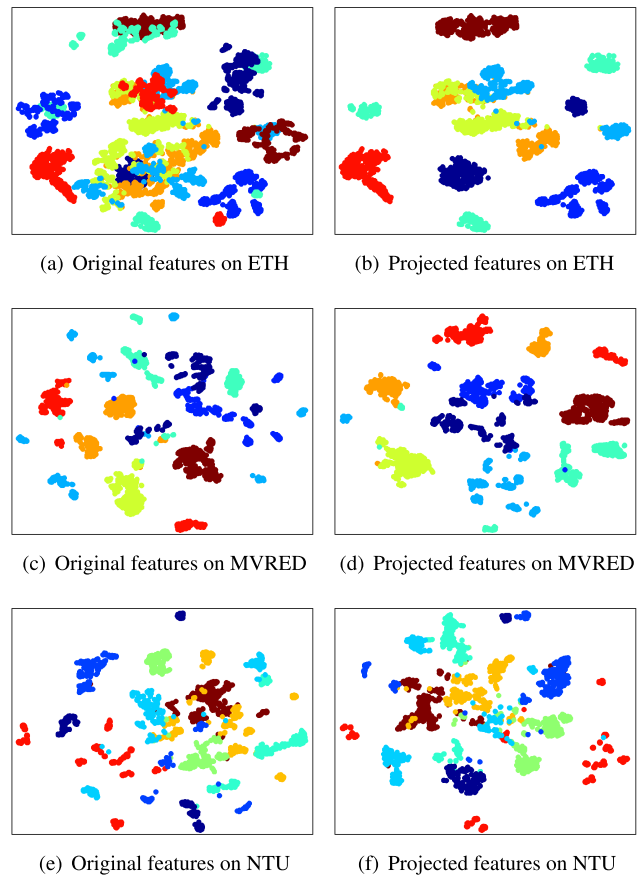 (a) Original features on ETH
(b) Projected features on ETH
(c) Original features on MVRED
(d) Projected features on MVRED
(e) Original features on NTU
(f) Projected features on NTU